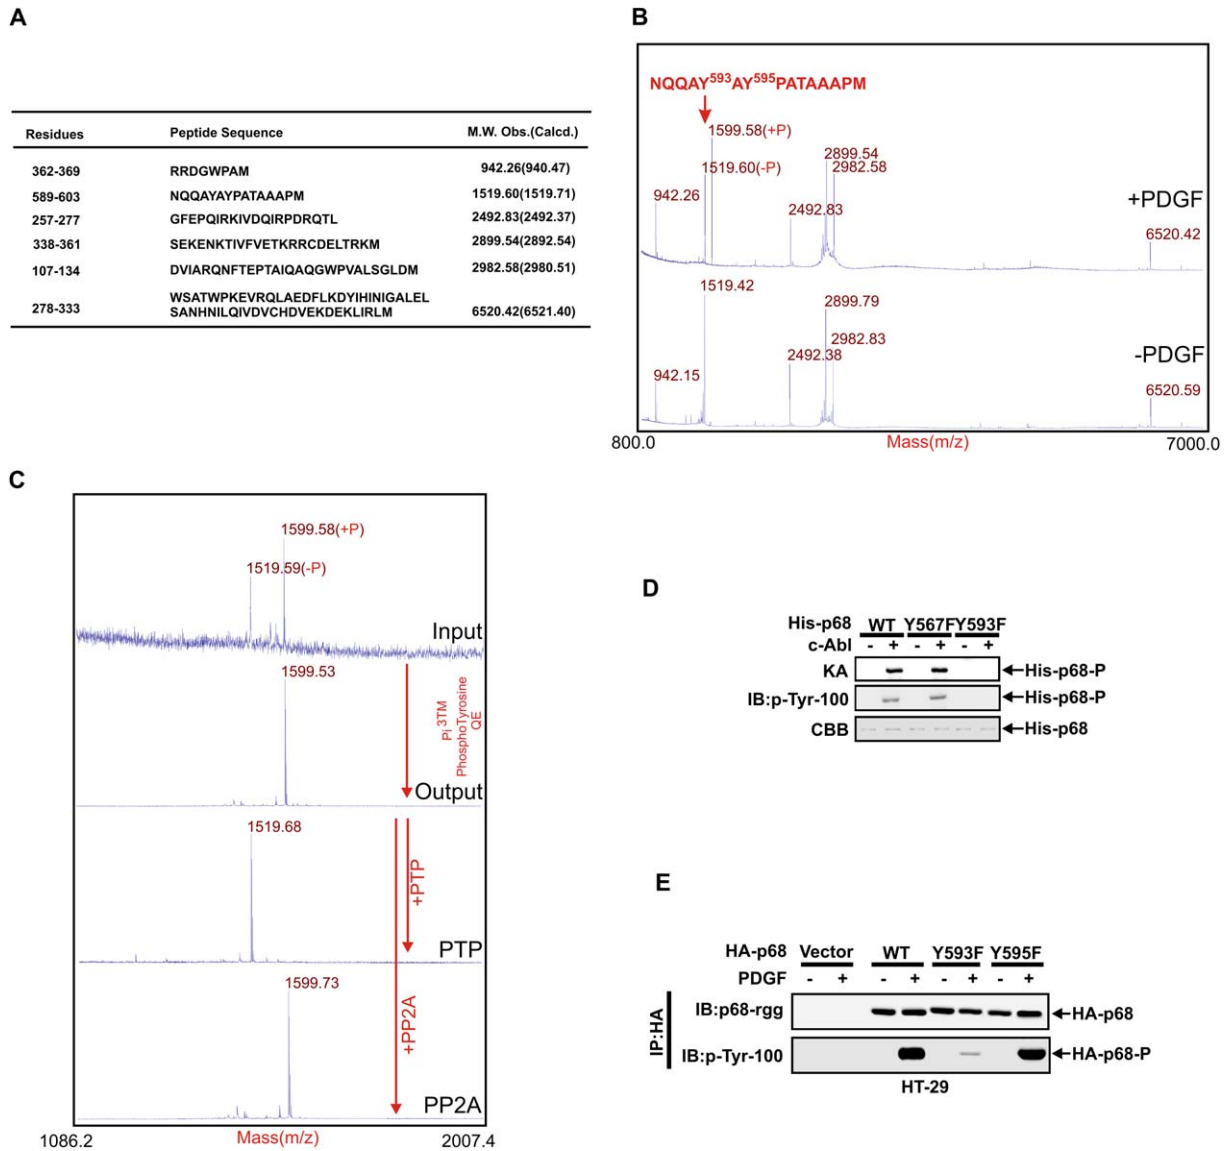 A
Residues Peptide Sequence M.W. Obs.(Calcd.)
362-369 RRDGWPAM 942.26(940.47)
589-603 NQQAYAYPATAAAPM 1519.60(1519.71)
257-277 GFEPQIRKIVDQIRPDRQTL 2492.83(2492.37)
338-361 SEKENKTIVFVETKRRCDELTRKM 2899.54(2892.54)
107-134 DVIARQNFTEPTAIQAQGWPVALSGLDM 2982.58(2980.51)
WSATWPKEVRQLAEDFLKDYIHINIGALEL
278-333 SANHNILQIVDVCHDVEKDEKLIRLM 6520.42(6521.40)
B
NQQAY593AY595PATAAAPM
1599.58(+P)
1519.60(-P)
2899.54
2982.58
942.26
2492.83
+PDGF
6520.42
1519.42
2899.79
2982.83
2492.38
-PDGF
942.15
6520.59
800.0 Mass(m/z) 7000.0
C
1599.58(+P)
1519.59(-P)
Input
1599.53
Pi3TM
PhosphoTyrosine
QE
Output
1519.68
+PTP
PTP
1599.73
+PP2A
PP2A
1086.2 Mass(m/z) 2007.4
D
His-p68 WT Y567F Y593F
c-Abl - + - + - +
KA His-p68-P
IB:p-Tyr-100 His-p68-P
CBB His-p68
E
HA-p68 Vector WT Y593F Y595F
PDGF - + - + - + - +
IP:HA
IB:p68-rgg HA-p68
IB:p-Tyr-100 HA-p68-P
HT-29